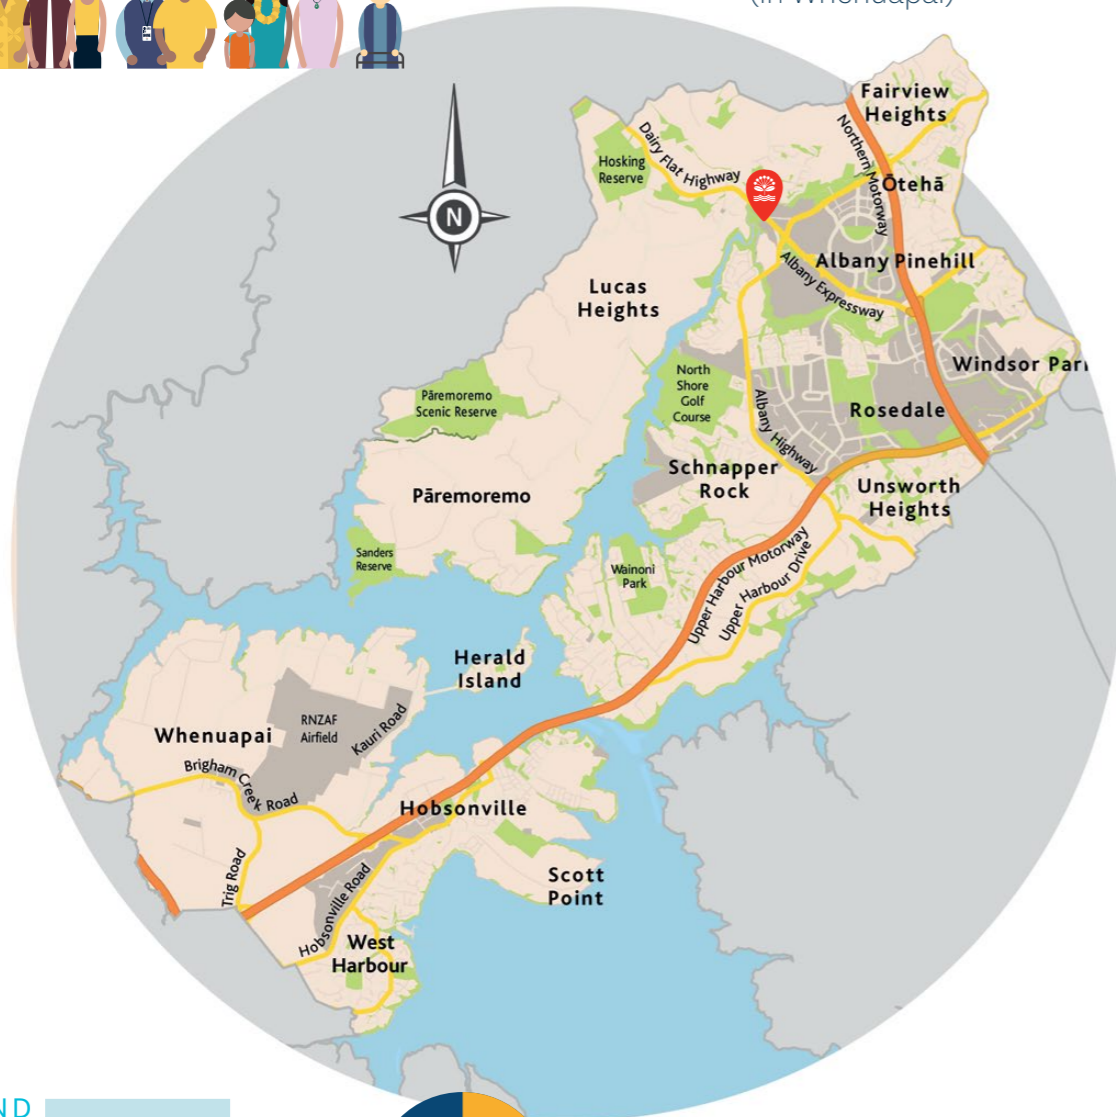 (in Whenuapai)
Fairview
Heights
Northern Motorway
Dairy Flat Highway
Hosking
Reserve
Ōtehā
N
Albany Pinehill
Albany Expressway
Lucas
Heights
Windsor Par
North
Shore
Golf
Course
Pāremoremo
Scenic Reserve
Albany Highway
Rosedale
Schnapper
Rock
Pāremoremo
Unsworth
Heights
Sanders
Reserve
Wainoni
Park
Upper Harbour Motorway
Upper Harbour Drive
Herald
Island
RNZAF
Airfield
Kauri Road
Whenuapai
Brigham Creek Road
Hobsonville
Trig Road
Hobsonville Road
Scott
Point
West
Harbour
ND